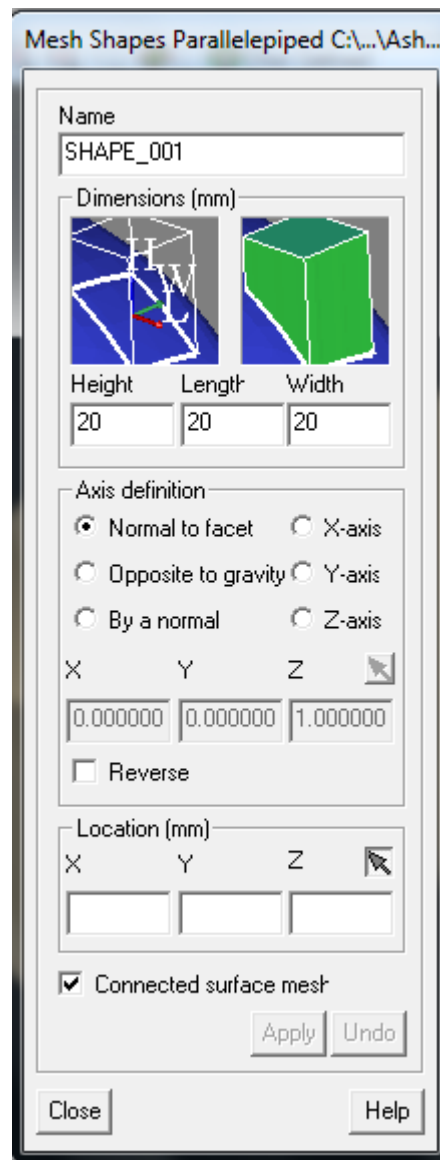 Mesh Shapes Parallelepiped C:\...\Ash...
Name
SHAPE_001
Dimensions (mm)
H
W
L
Height Length Width
20 20 20
Axis definition
Normal to facet X-axis
Opposite to gravity Y-axis
By a normal Z-axis
X Y Z
0.000000 0.000000 1.000000
Reverse
Location (mm)
X Y Z
Connected surface mesh
Apply Undo
Close Help